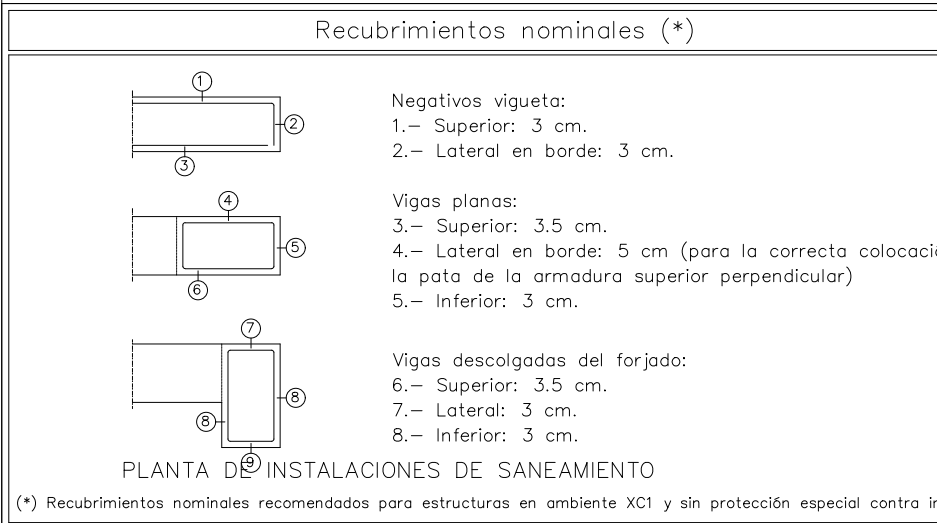 Recubrimientos nominales (*)
1
2
3
Negativos vigueta:
1.- Superior: 3 cm.
2.- Lateral en borde: 3 cm.
4
5
6
Vigas planas:
3.- Superior: 3.5 cm.
4.- Lateral en borde: 5 cm (para la correcta
la pata de la armadura superior perpendicular)
5.- Inferior: 3 cm.
7
8
8
9
Vigas descolgadas del forjado:
6.- Superior: 3.5 cm.
7.- Lateral: 3 cm.
8.- Inferior: 3 cm.
PLANTA DE INSTALACIONES DE SANEAMIENTO
(*) Recubrimientos nominales recomendados para estructuras en ambiente XC1 y sin protección especial contra